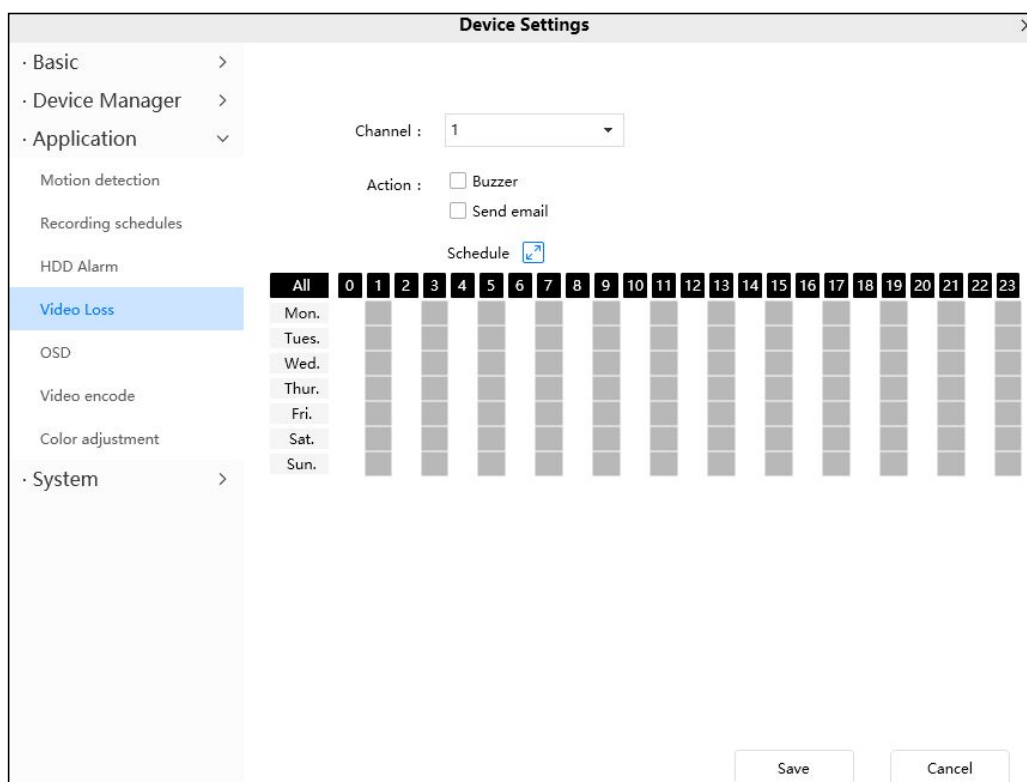 Device Settings
· Basic
· Device Manager
· Application
Motion detection
Recording schedules
HDD Alarm
Video Loss
OSD
Video encode
Color adjustment
· System
Channel : 1
Action : Buzzer
Send email
Schedule
All 0 1 2 3 4 5 6 7 8 9 10 11 12 13 14 15 16 17 18 19 20 21 22 23
Mon.
Tues.
Wed.
Thur.
Fri.
Sat.
Sun.
Save Cancel